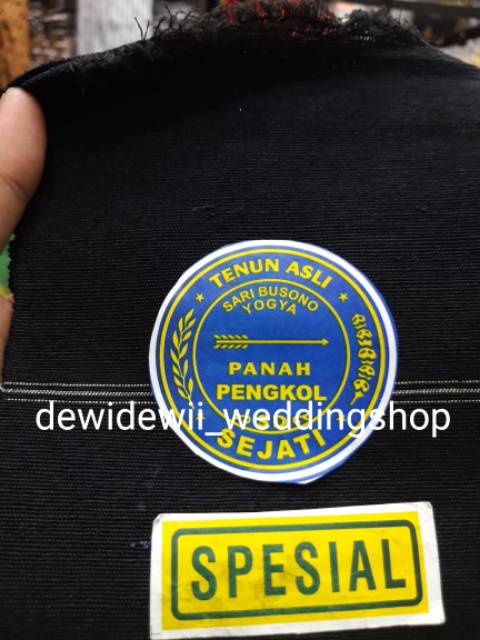 TENUN ASLI
SARI BUSONO
YOGYA
PANAH
PENGKOL
SEJATI
dewidewii_weddingshop
SPESIAL